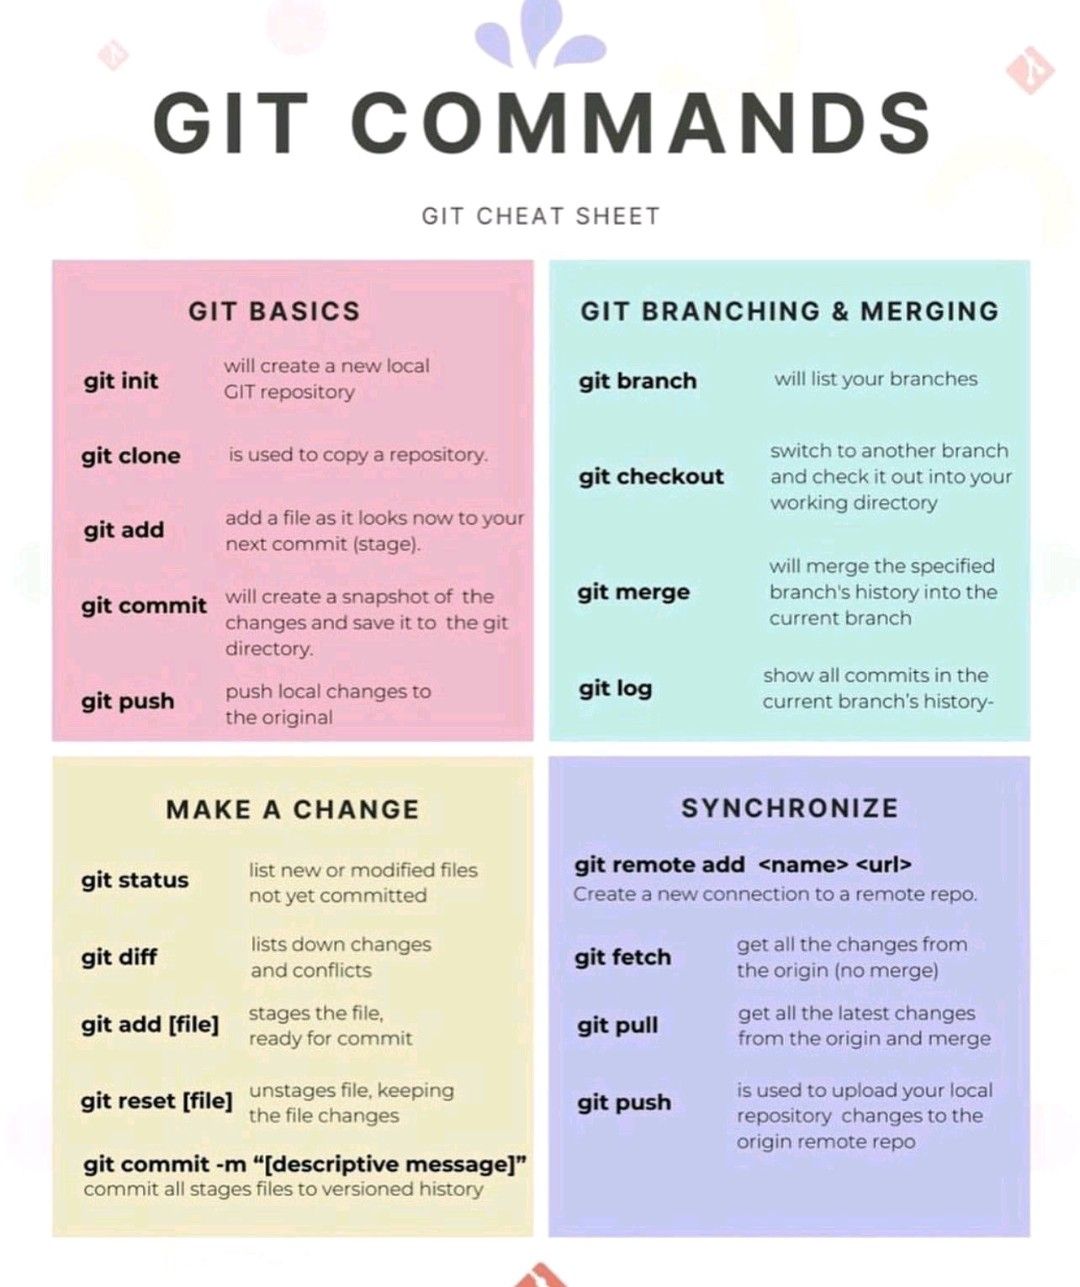 GIT COMMANDS
GIT CHEAT SHEET
GIT BASICS
git init
will create a new local
GIT repository
git clone
is used to copy a repository.
git add
add a file as it looks now to your
next commit (stage).
git commit
will create a snapshot of the
changes and save it to the git
directory.
git push
push local changes to
the original
GIT BRANCHING & MERGING
git branch
will list your branches
git checkout
switch to another branch
and check it out into your
working directory
git merge
will merge the specified
branch's history into the
current branch
git log
show all commits in the
current branch's history-
MAKE A CHANGE
git status
list new or modified files
not yet committed
git diff
lists down changes
and conflicts
git add [file]
stages the file,
ready for commit
git reset [file]
unstages file, keeping
the file changes
git commit -m “[descriptive message]”
commit all stages files to versioned history
SYNCHRONIZE
git remote add <name> <url>
Create a new connection to a remote repo.
git fetch
get all the changes from
the origin (no merge)
git pull
get all the latest changes
from the origin and merge
git push
is used to upload your local
repository changes to the
origin remote repo